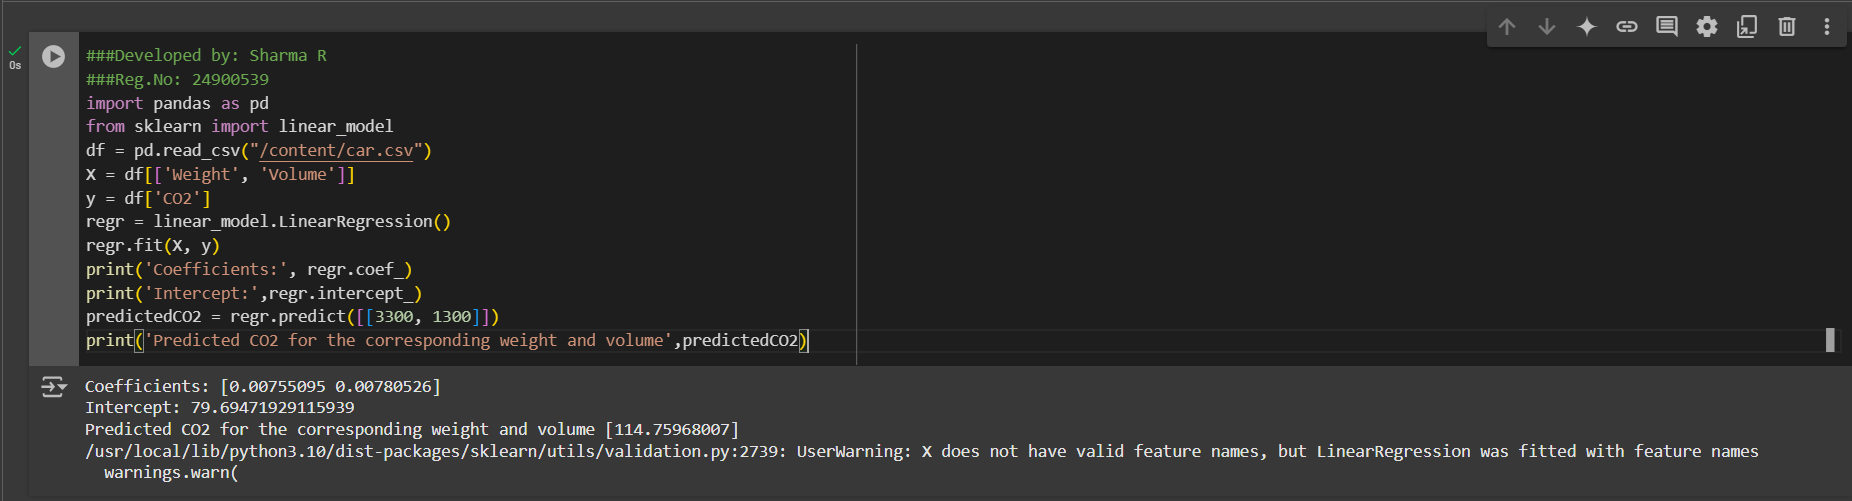 ###Developed by: Sharma R
0s
###Reg.No: 24900539
import pandas as pd
from sklearn import linear_model
df = pd.read_csv("/content/car.csv")
X = df[['Weight', 'Volume']]
y = df['CO2']
regr = linear_model.LinearRegression()
regr.fit(X, y)
print('Coefficients:', regr.coef_)
print('Intercept:',regr.intercept_)
predictedCO2 = regr.predict([[3300, 1300]])
print('Predicted CO2 for the corresponding weight and volume',predictedCO2)
Coefficients: [0.00755095 0.00780526]
Intercept: 79.69471929115939
Predicted CO2 for the corresponding weight and volume [114.75968007]
/usr/local/lib/python3.10/dist-packages/sklearn/utils/validation.py:2739: UserWarning: X does not have valid feature names, but LinearRegression was fitted with feature names
  warnings.warn(